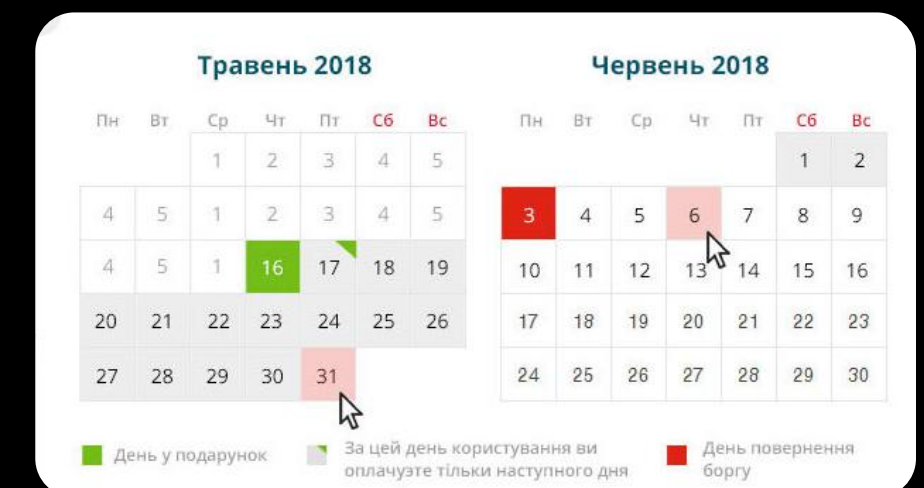 Травень 2018
Пн Вт Ср Чт Пт Сб Вс
1 2 3 4 5
4 5 1 2 3 4 5
4 5 1 16 17 18 19
20 21 22 23 24 25 26
27 28 29 30 31
Червень 2018
Пн Вт Ср Чт Пт Сб Вс
1 2
3 4 5 6 7 8 9
10 11 12 13 14 15 16
17 18 19 20 21 22 23
24 25 26 27 28 29 30
День у подарунок
За цей день користування ви
оплачуэте тільки наступного дня
День повернення
боргу